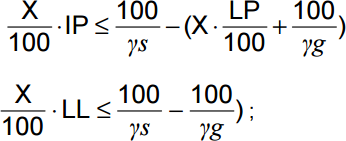 X/100 · IP ≤ 100/γs − (X · LP/100 + 100/γg)
X/100 · LL ≤ 100/γs − 100/γg) ;